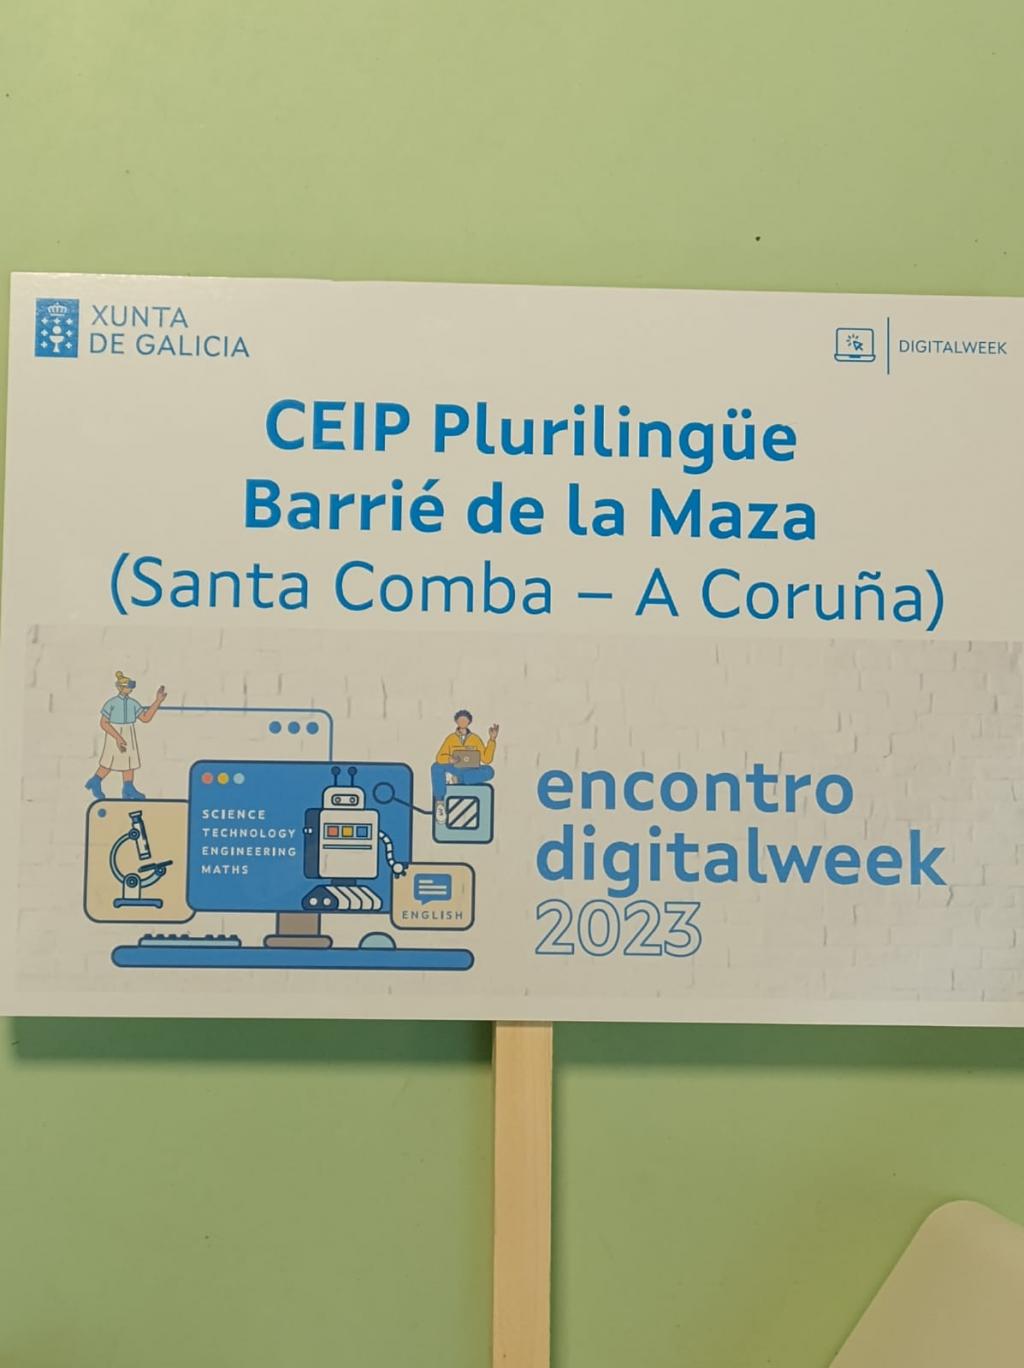 XUNTA
DE GALICIA
DIGITALWEEK
CEIP Plurilingüe
Barrié de la Maza
(Santa Comba – A Coruña)
SCIENCE
TECHNOLOGY
ENGINEERING
MATHS
ENGLISH
encontro
digitalweek
2023